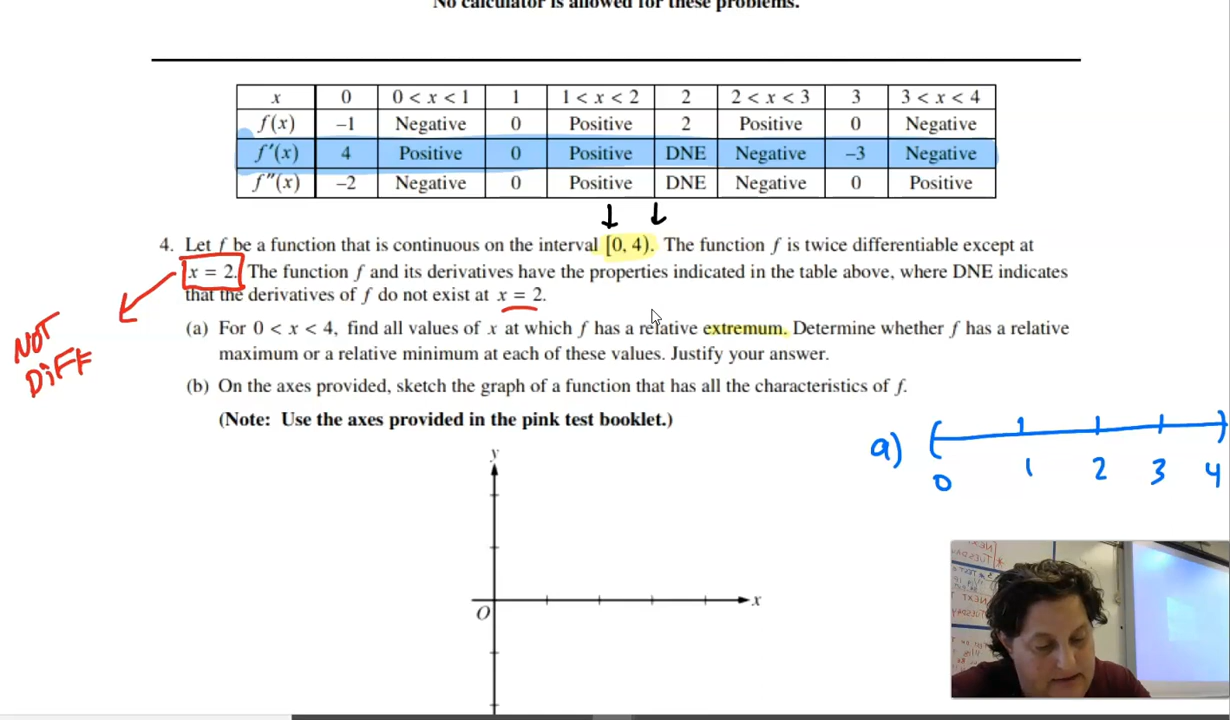 No calculator is allowed for these problems.
x 0 0 < x < 1 1 1 < x < 2 2 2 < x < 3 3 3 < x < 4
f(x) −1 Negative 0 Positive 2 Positive 0 Negative
f′(x) 4 Positive 0 Positive DNE Negative −3 Negative
f″(x) −2 Negative 0 Positive DNE Negative 0 Positive
4. Let f be a function that is continuous on the interval [0, 4). The function f is twice differentiable except at
x = 2. The function f and its derivatives have the properties indicated in the table above, where DNE indicates
that the derivatives of f do not exist at x = 2.
NOT
DIFF
(a) For 0 < x < 4, find all values of x at which f has a relative extremum. Determine whether f has a relative
maximum or a relative minimum at each of these values. Justify your answer.
(b) On the axes provided, sketch the graph of a function that has all the characteristics of f.
(Note: Use the axes provided in the pink test booklet.)
a)
0 1 2 3 4
y
x
O